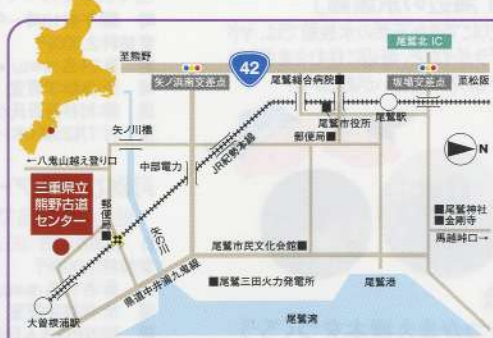 尾鷲北 IC
至熊野
42
矢ノ浜南交差点
尾鷲総合病院
坂場交差点
至松阪
尾鷲市役所
尾鷲駅
矢ノ川橋
郵便局
JR紀勢本線
N
←八鬼山越え登り口
中部電力
三重県立
熊野古道
センター
郵便局
矢の川
尾鷲神社
金剛寺
馬越峠口→
尾鷲市民文化会館
県道中井浦九鬼線
尾鷲三田火力発電所
尾鷲港
大曽根浦駅
尾鷲湾